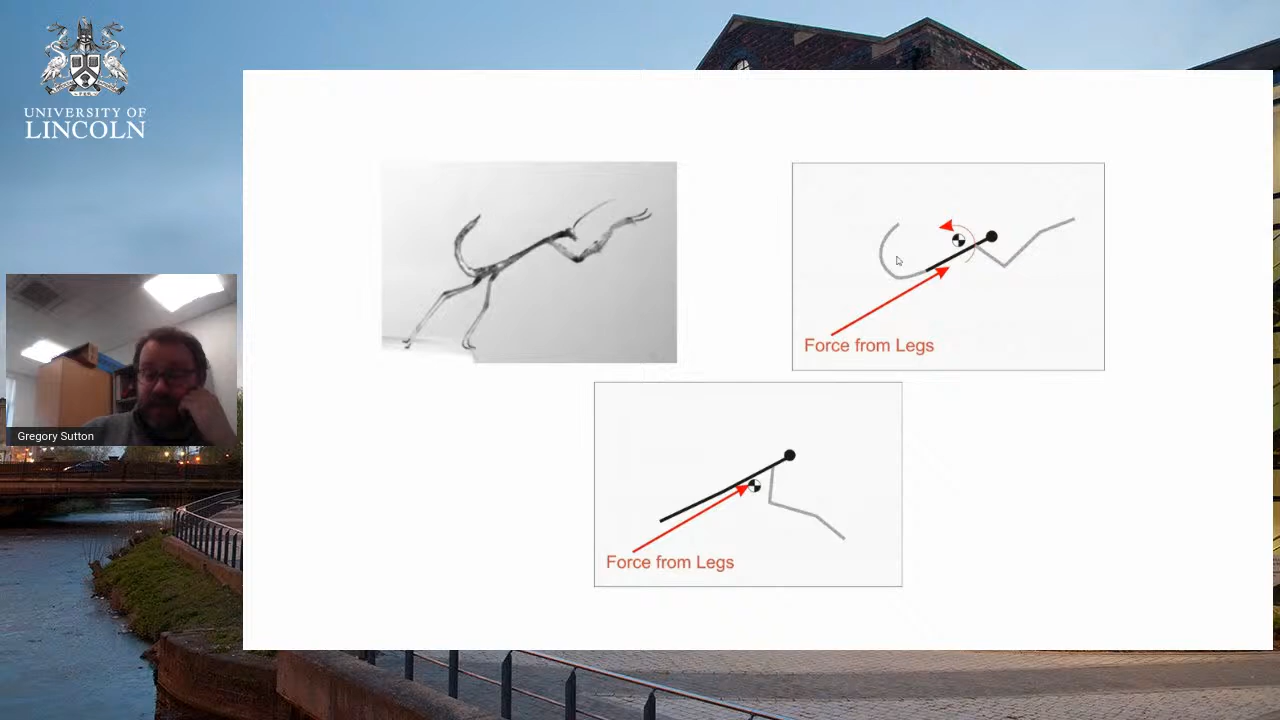 UNIVERSITY OF
LINCOLN
Gregory Sutton
Force from Legs
Force from Legs